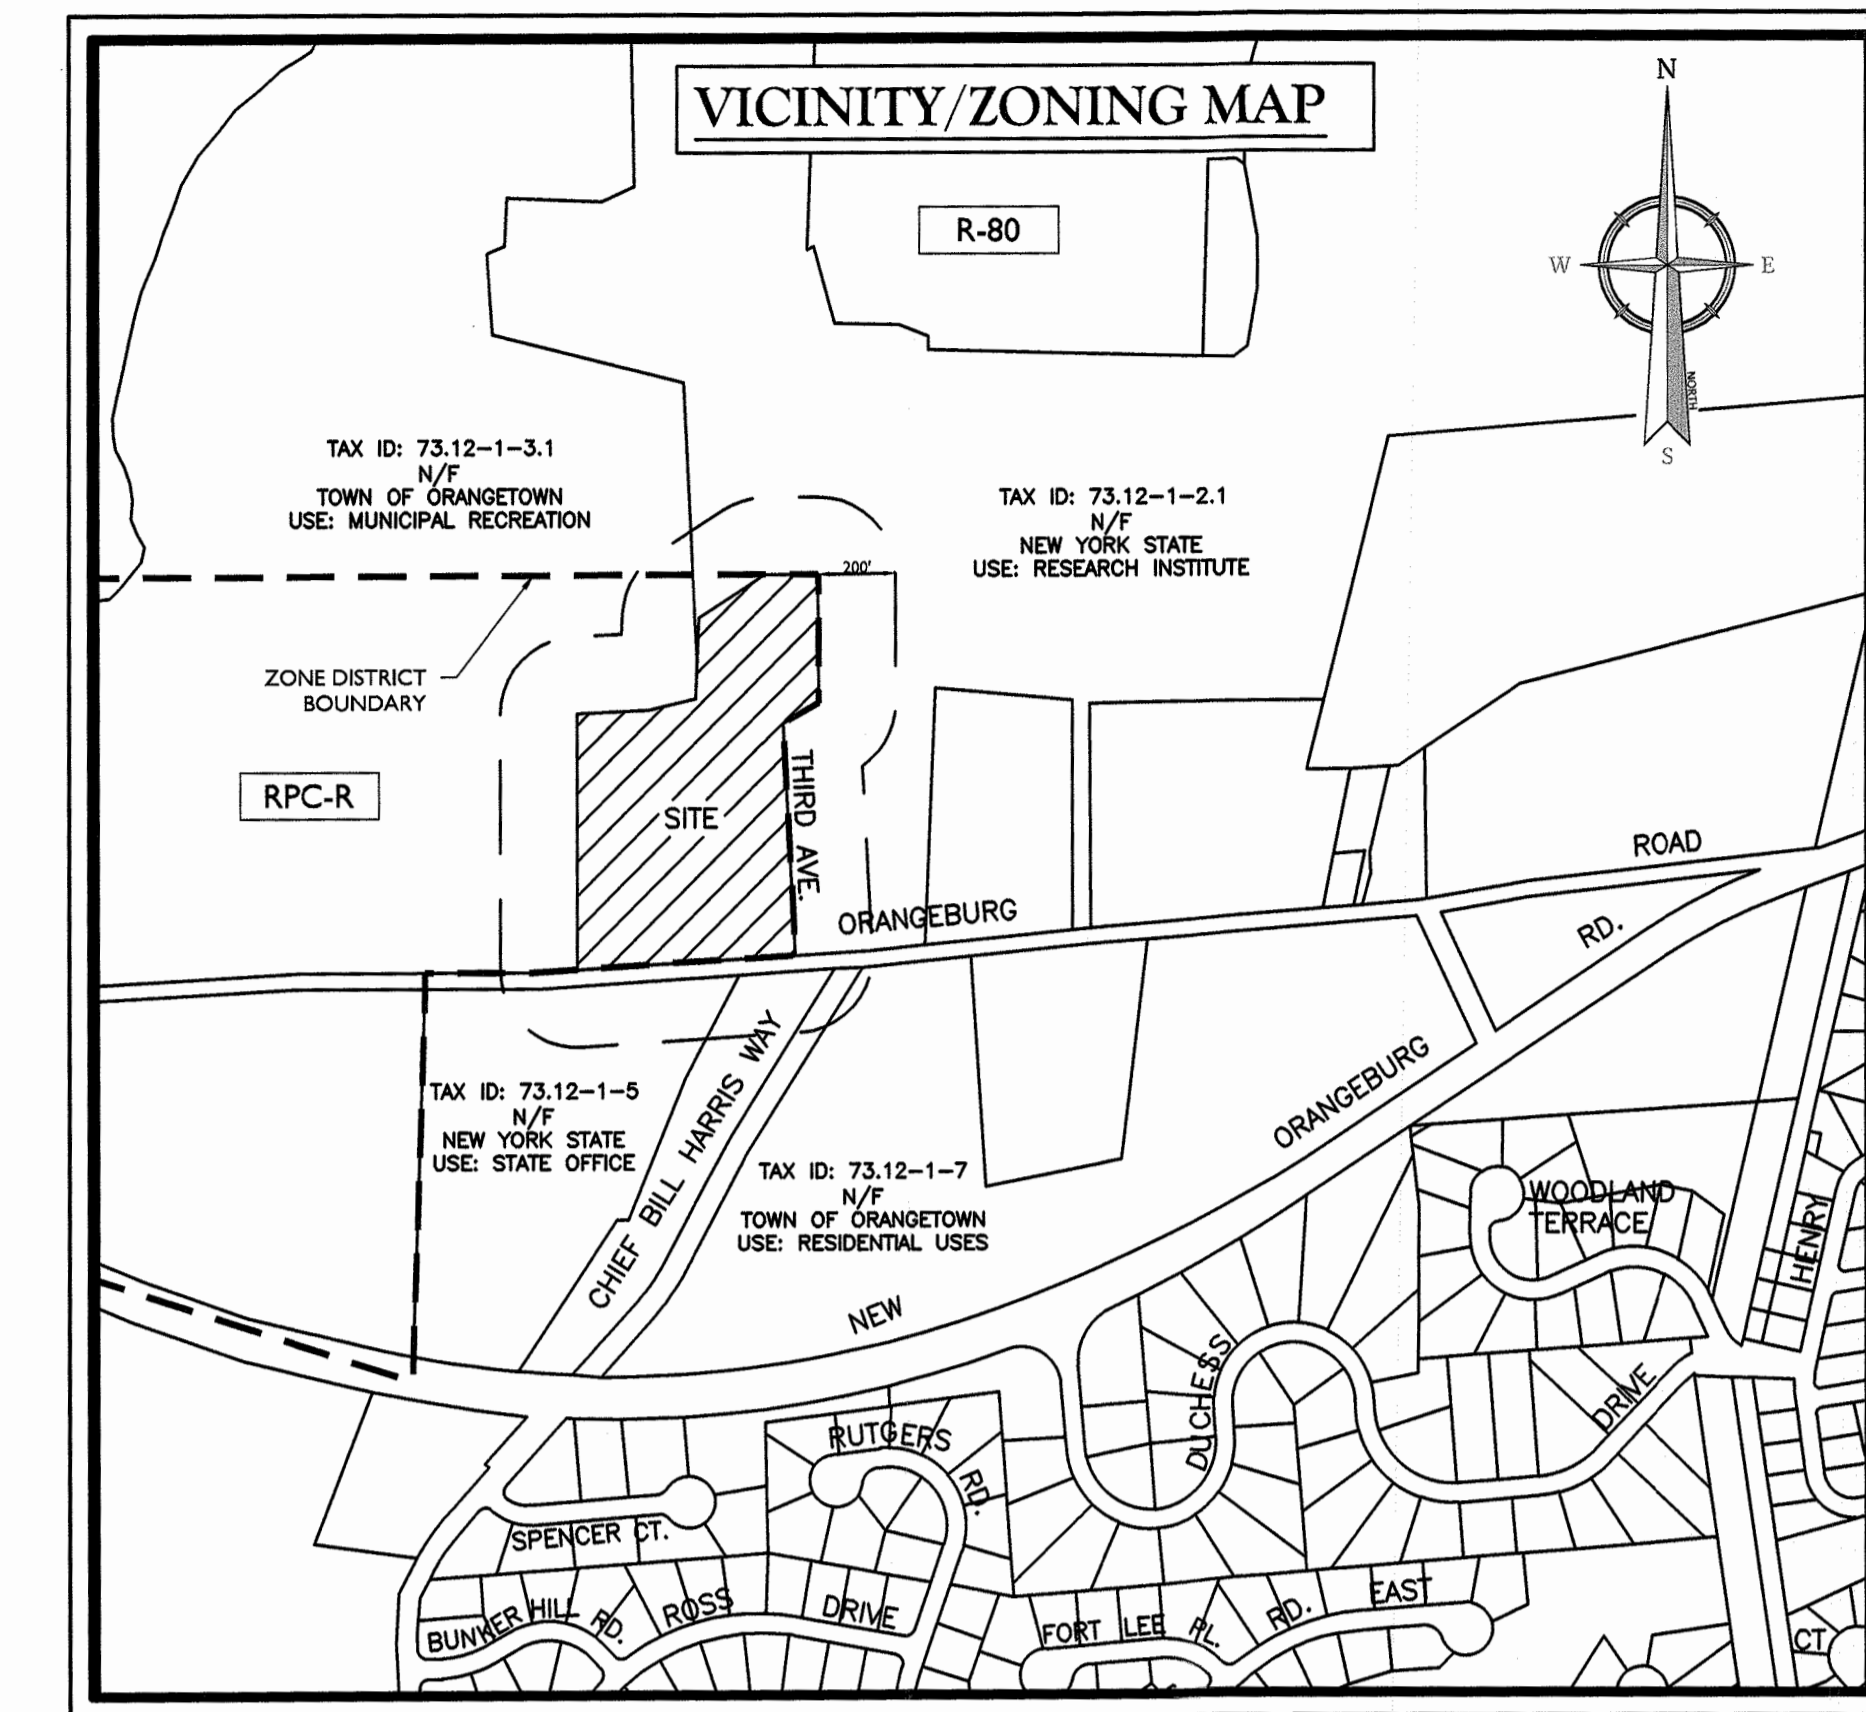 VICINITY/ZONING MAP
N
W
E
S
NORTH
R-80
TAX ID: 73.12-1-3.1
N/F
TOWN OF ORANGETOWN
USE: MUNICIPAL RECREATION
TAX ID: 73.12-1-2.1
N/F
NEW YORK STATE
USE: RESEARCH INSTITUTE
200'
ZONE DISTRICT
BOUNDARY
RPC-R
SITE
THIRD AVE.
ORANGEBURG
ROAD
RD.
ORANGEBURG
NEW
CHIEF BILL HARRIS WAY
TAX ID: 73.12-1-5
N/F
NEW YORK STATE
USE: STATE OFFICE
TAX ID: 73.12-1-7
N/F
TOWN OF ORANGETOWN
USE: RESIDENTIAL USES
WOODLAND
TERRACE
HENRY
DUCHESS
DRIVE
RUTGERS
RD.
SPENCER CT.
BUNKER HILL RD.
ROSS
DRIVE
FORT LEE PL.
RD.
EAST
CT